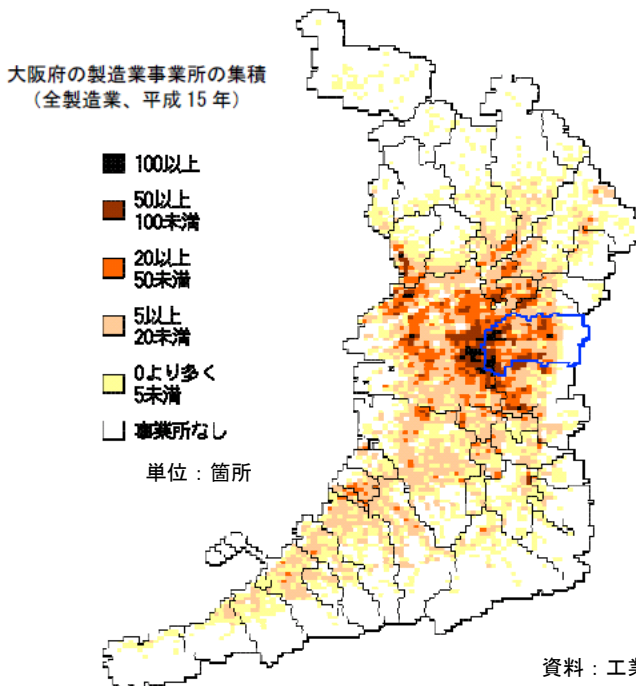 大阪府の製造業事業所の集積
（全製造業、平成 15 年）
100以上
50以上
100未満
20以上
50未満
5以上
20未満
0より多く
5未満
事業所なし
単位：箇所
資料：工業